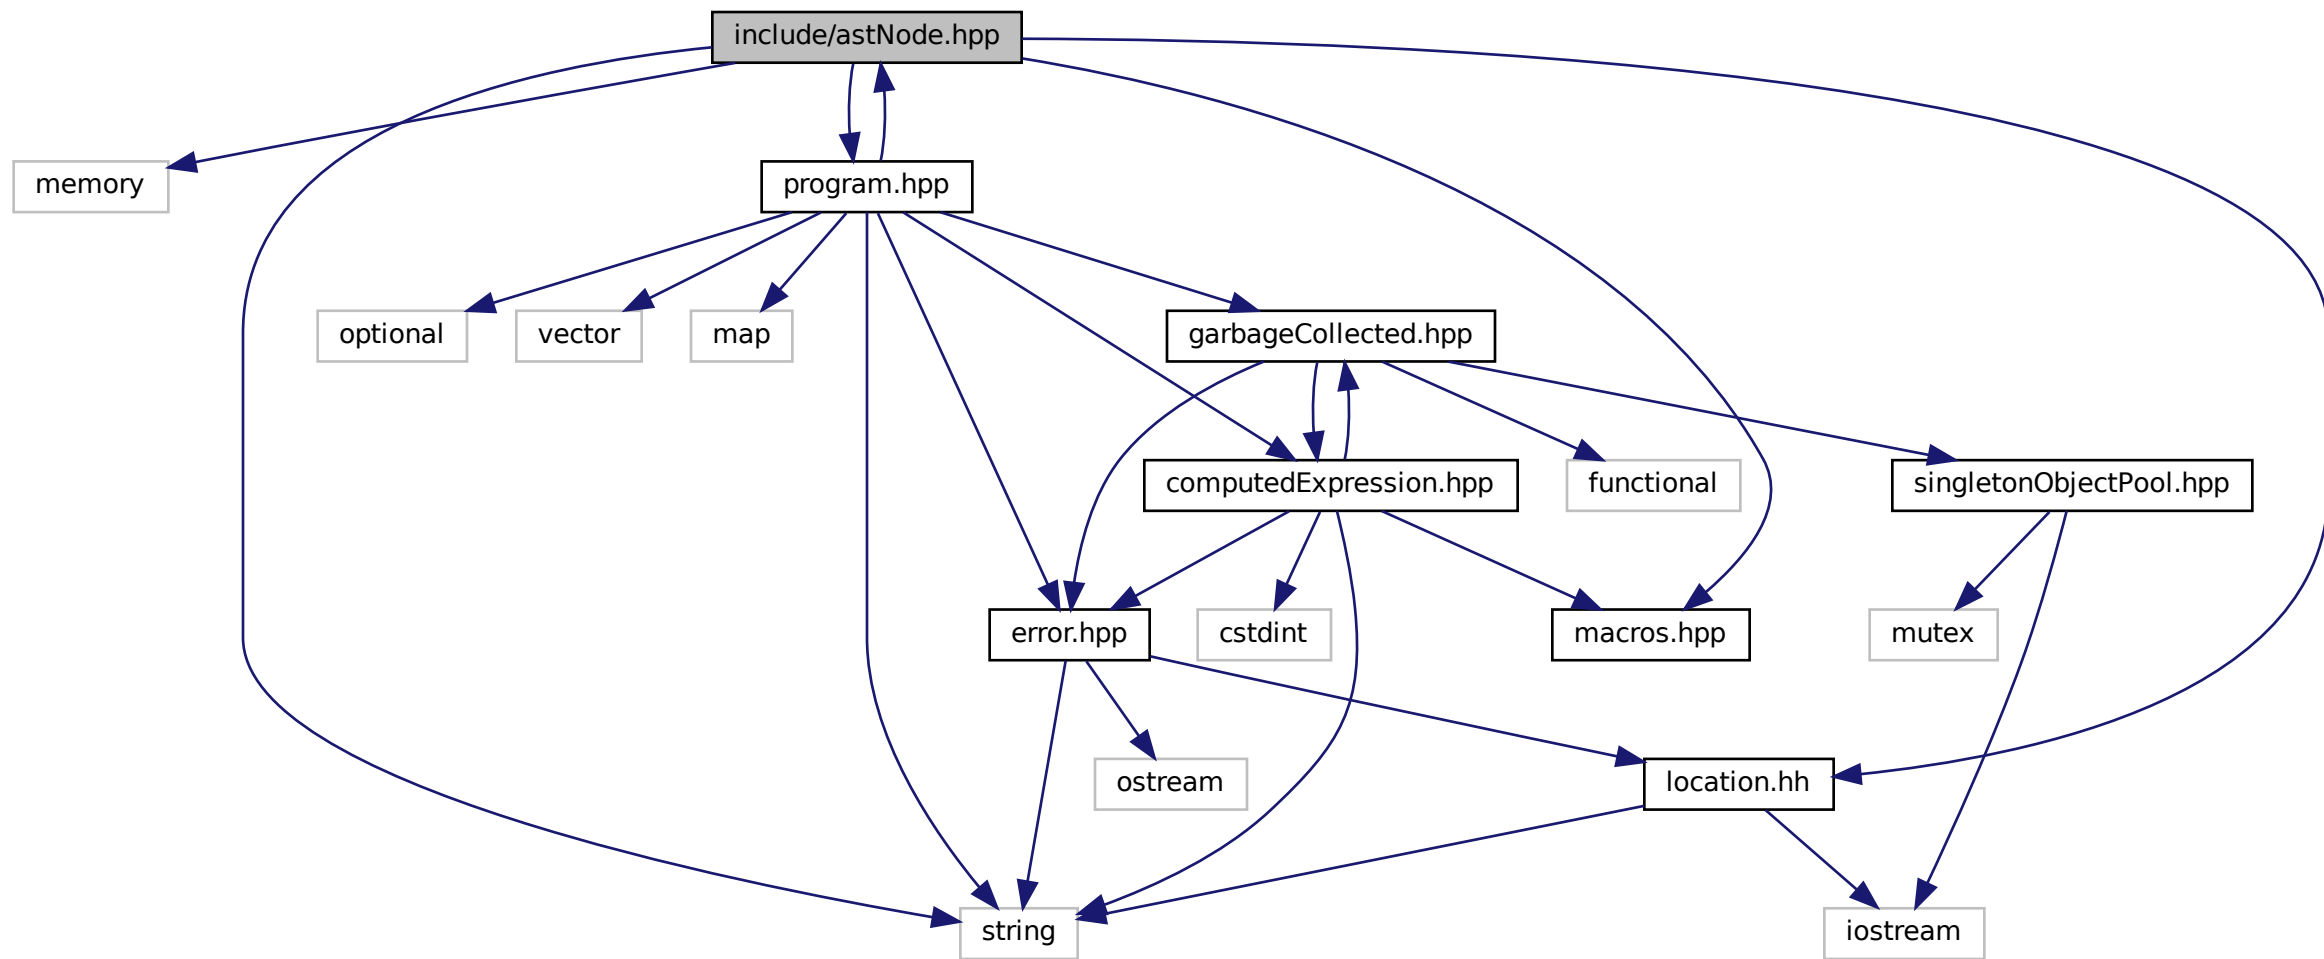 include/astNode.hpp
memory
program.hpp
optional
vector
map
garbageCollected.hpp
computedExpression.hpp
functional
singletonObjectPool.hpp
error.hpp
cstdint
macros.hpp
mutex
ostream
location.hh
string
iostream